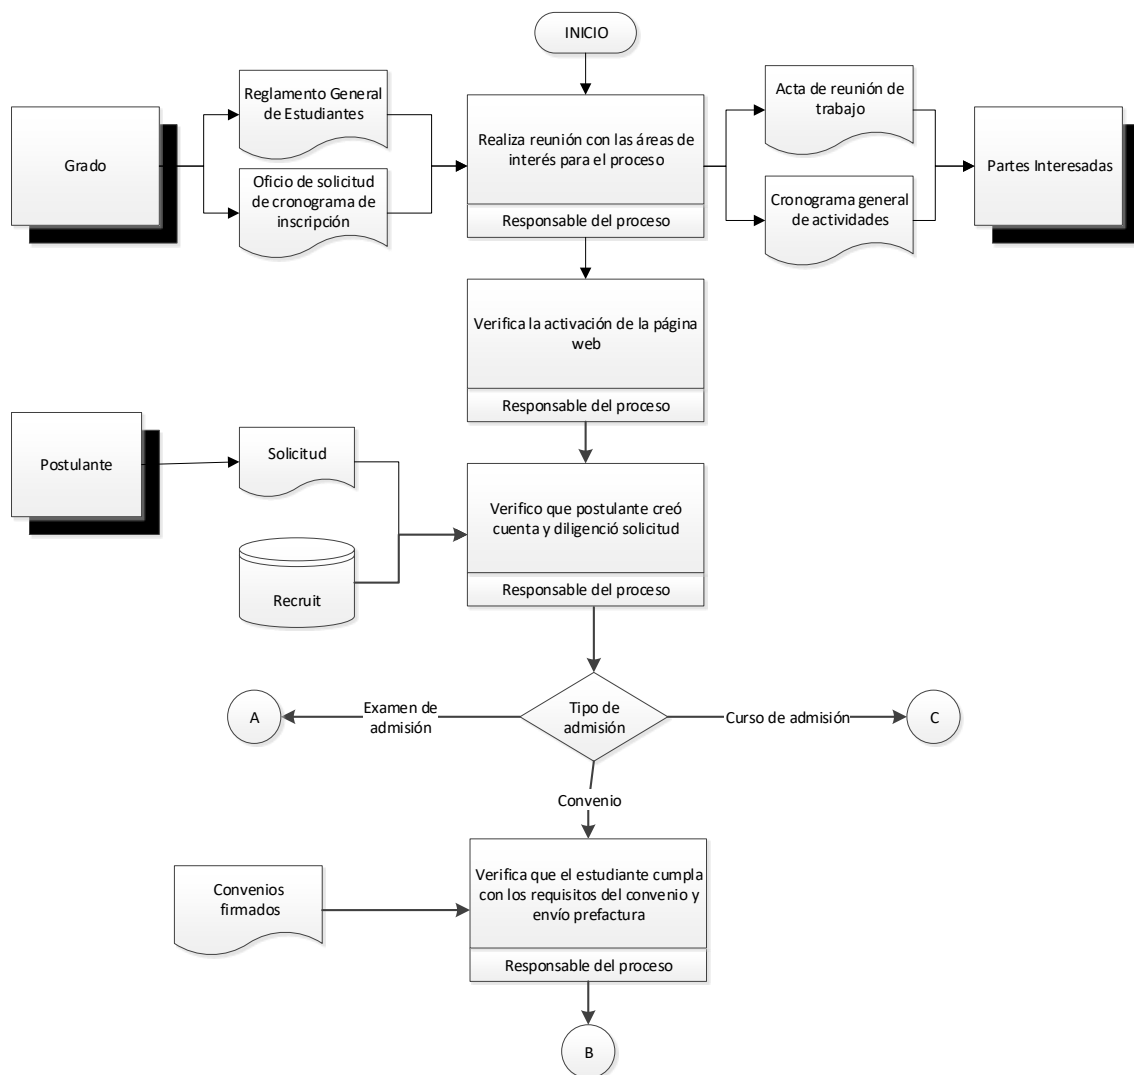 INICIO
Grado
Reglamento General
de Estudiantes
Oficio de solicitud
de cronograma de
inscripción
Realiza reunión con las áreas de
interés para el proceso
Responsable del proceso
Acta de reunión de
trabajo
Cronograma general
de actividades
Partes Interesadas
Verifica la activación de la página
web
Responsable del proceso
Postulante
Solicitud
Recruit
Verifico que postulante creó
cuenta y diligenció solicitud
Responsable del proceso
A
Examen de
admisión
Tipo de
admisión
Curso de admisión
C
Convenio
Convenios
firmados
Verifica que el estudiante cumpla
con los requisitos del convenio y
envío prefactura
Responsable del proceso
B